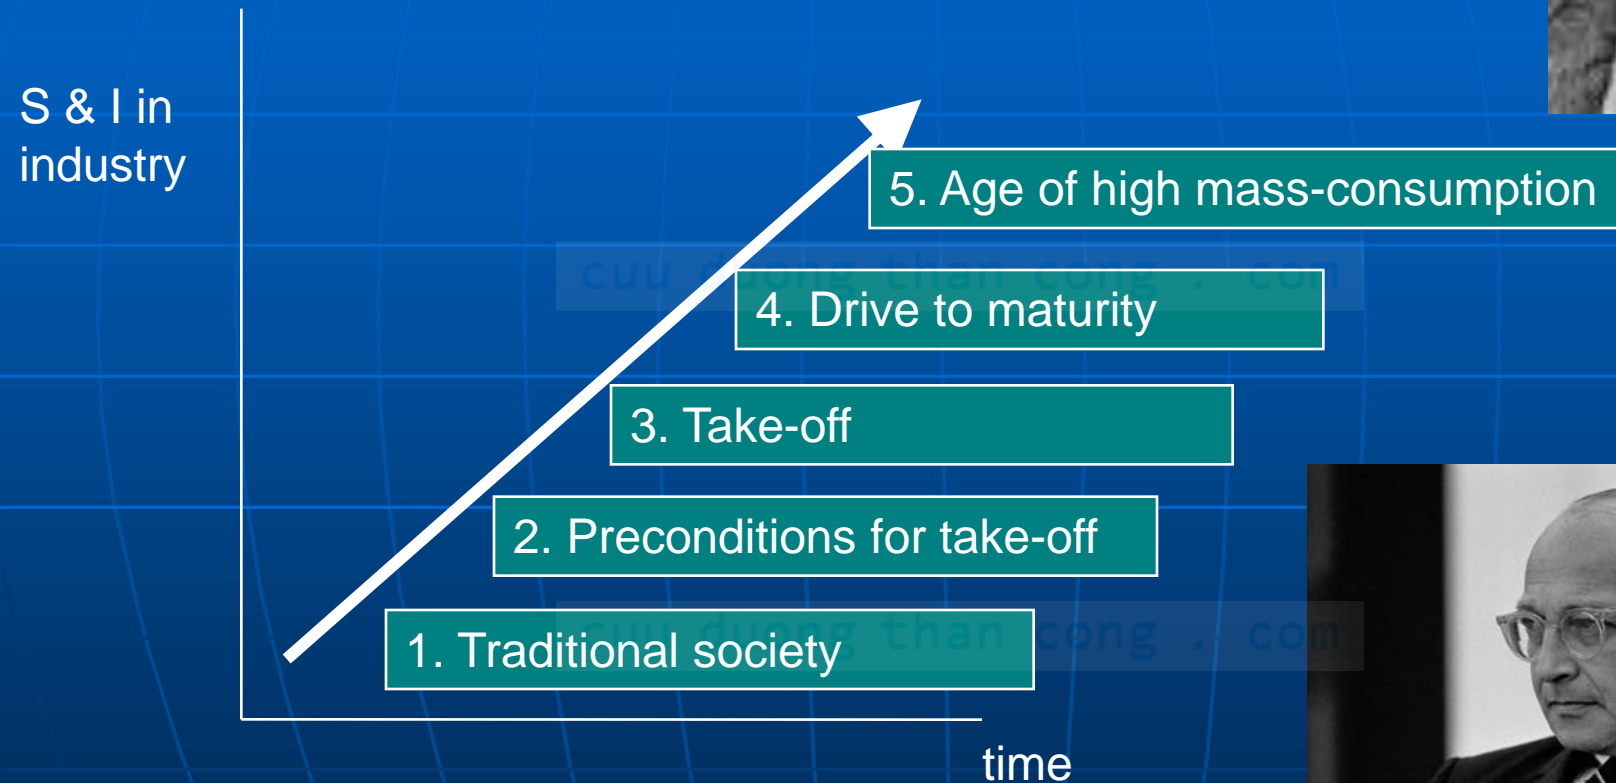 S & I in
industry
5. Age of high mass-consumption
cuu duong than cong . com
4. Drive to maturity
3. Take-off
2. Preconditions for take-off
1. Traditional society
cuu duong than cong . com
time